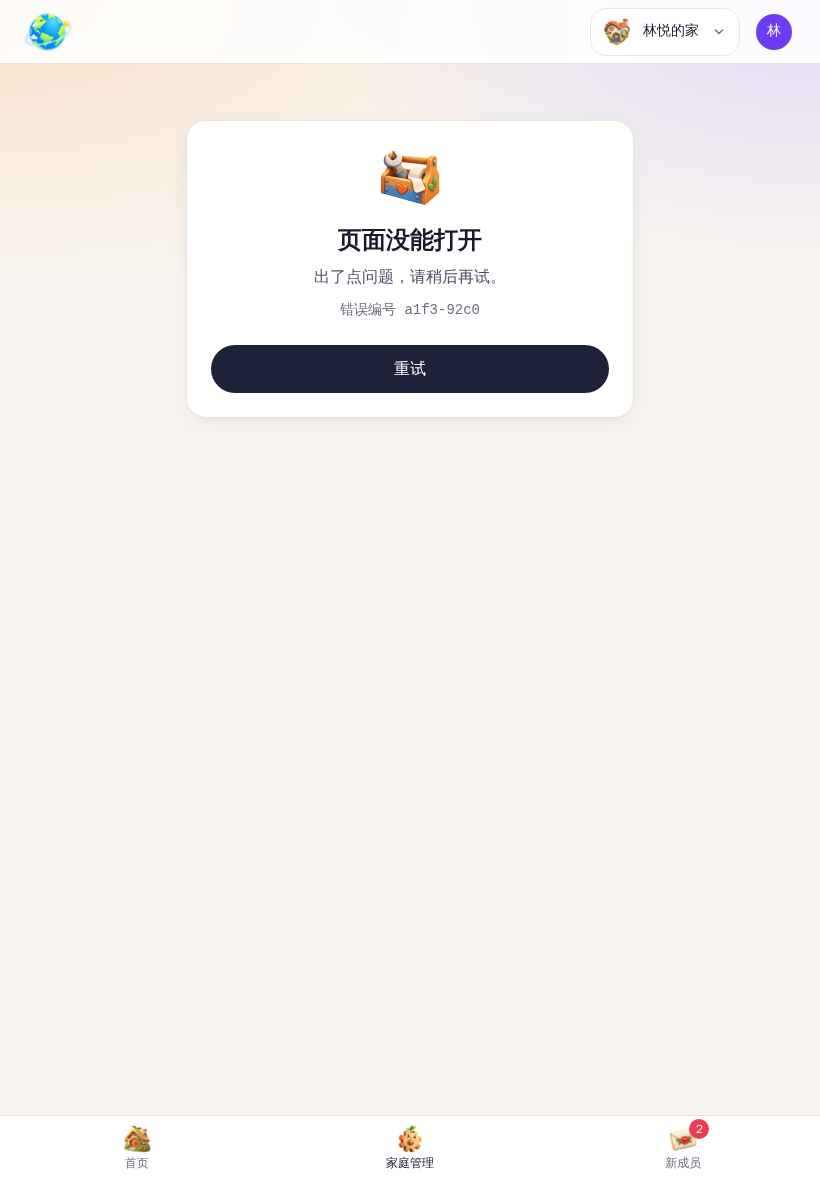 林悦的家
林
页面没能打开
出了点问题，请稍后再试。
错误编号 a1f3-92c0
重试
首页
家庭管理
2
新成员